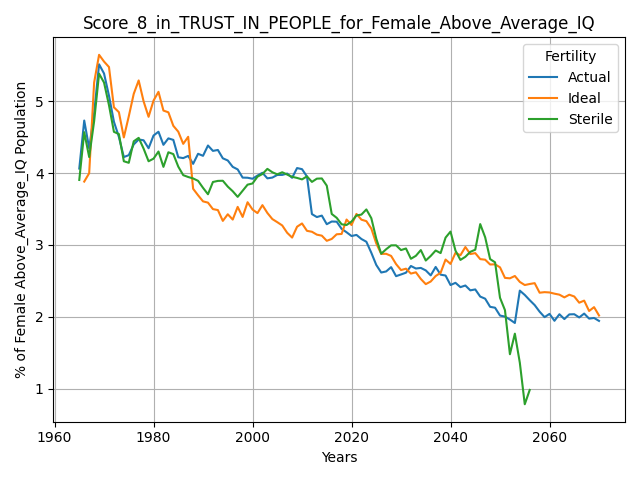 Score_8_in_TRUST_IN_PEOPLE_for_Female_Above_Average_IQ
% of Female Above_Average_IQ Population
5
4
3
2
1
Fertility
Actual
Ideal
Sterile
1960
1980
2000
2020
2040
2060
Years